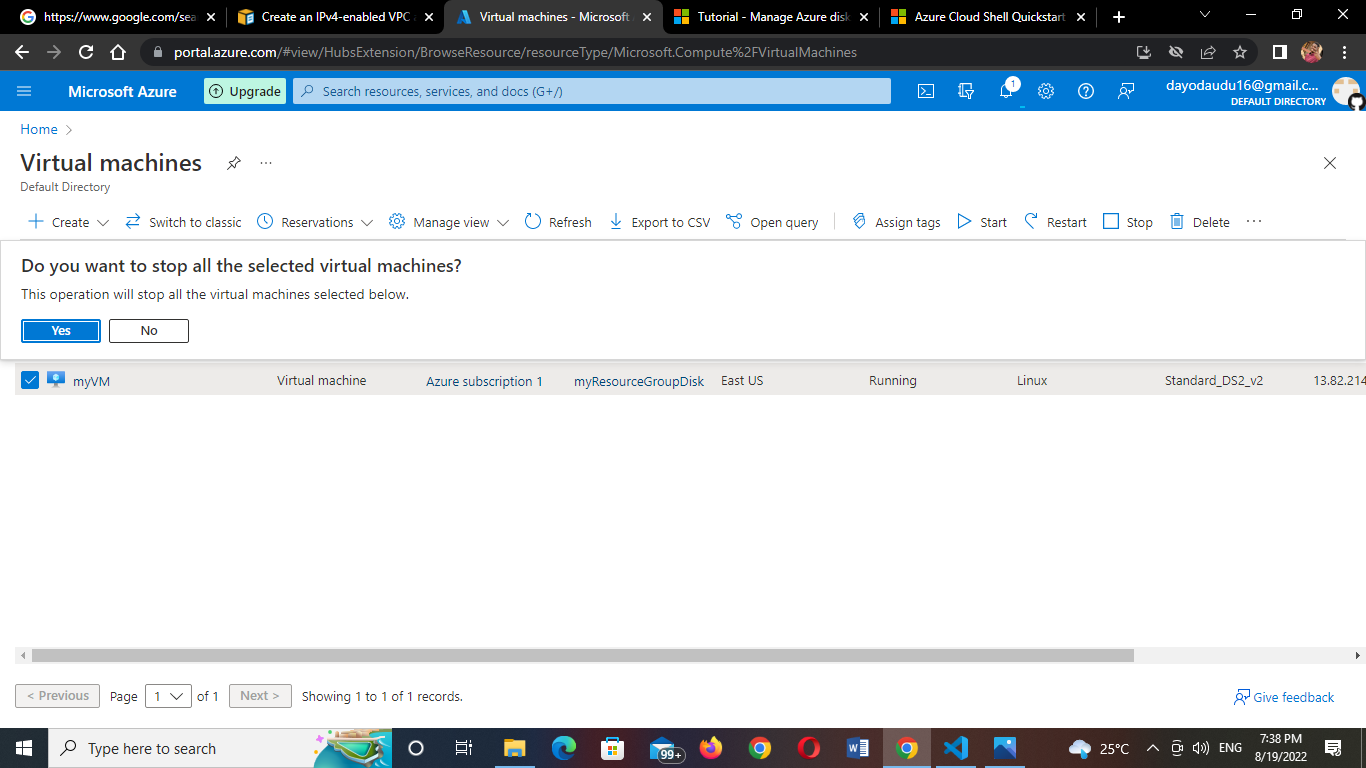 https://www.google.com/sea
Create an IPv4-enabled VPC a
Virtual machines - Microsoft A
Tutorial - Manage Azure disk
Azure Cloud Shell Quickstart
portal.azure.com/#view/HubsExtension/BrowseResource/resourceType/Microsoft.Compute%2FVirtualMachines
Microsoft Azure
Upgrade
Search resources, services, and docs (G+/)
1
dayodaudu16@gmail.c...
DEFAULT DIRECTORY
Home
Virtual machines
...
Default Directory
Create
Switch to classic
Reservations
Manage view
Refresh
Export to CSV
Open query
Assign tags
Start
Restart
Stop
Delete
...
Do you want to stop all the selected virtual machines?
This operation will stop all the virtual machines selected below.
Yes
No
myVM Virtual machine Azure subscription 1 myResourceGroupDisk East US Running Linux Standard_DS2_v2 13.82.214
< Previous Page 1 of 1 Next > Showing 1 to 1 of 1 records.
Give feedback
Type here to search
99+
25°C
ENG
7:38 PM
8/19/2022